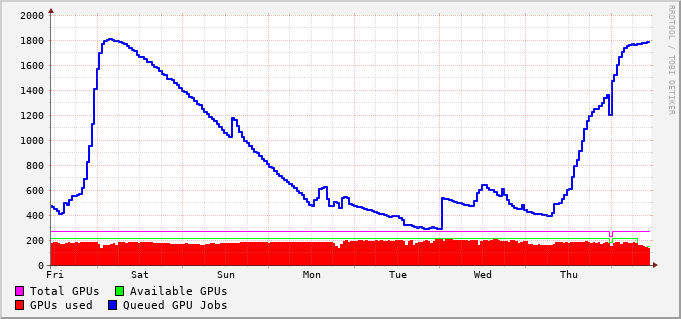 2000
1800
1600
1400
1200
1000
800
600
400
200
0
Fri Sat Sun Mon Tue Wed Thu
Total GPUs Available GPUs
GPUs used Queued GPU Jobs
RRDTOOL / TOBI OETIKER